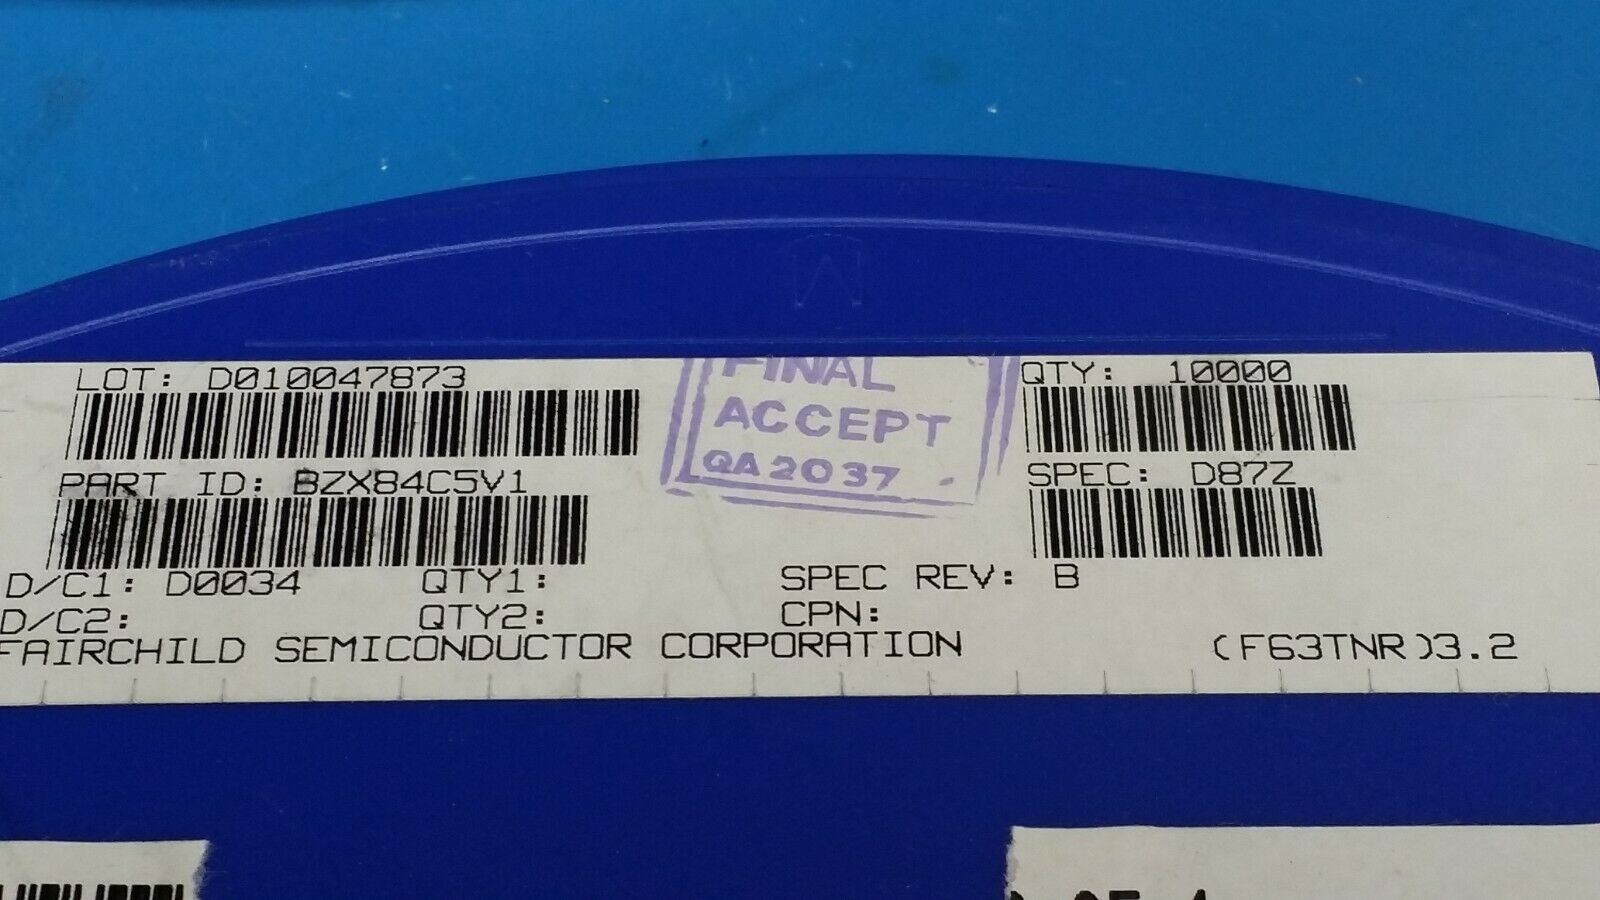 LOT: D010047873
FINAL
ACCEPT
QA 2037
QTY: 10000
PART ID: BZX84C5V1
SPEC: D87Z
D/C1: D0034 QTY1: SPEC REV: B
D/C2: QTY2: CPN:
FAIRCHILD SEMICONDUCTOR CORPORATION (F63TNR)3.2